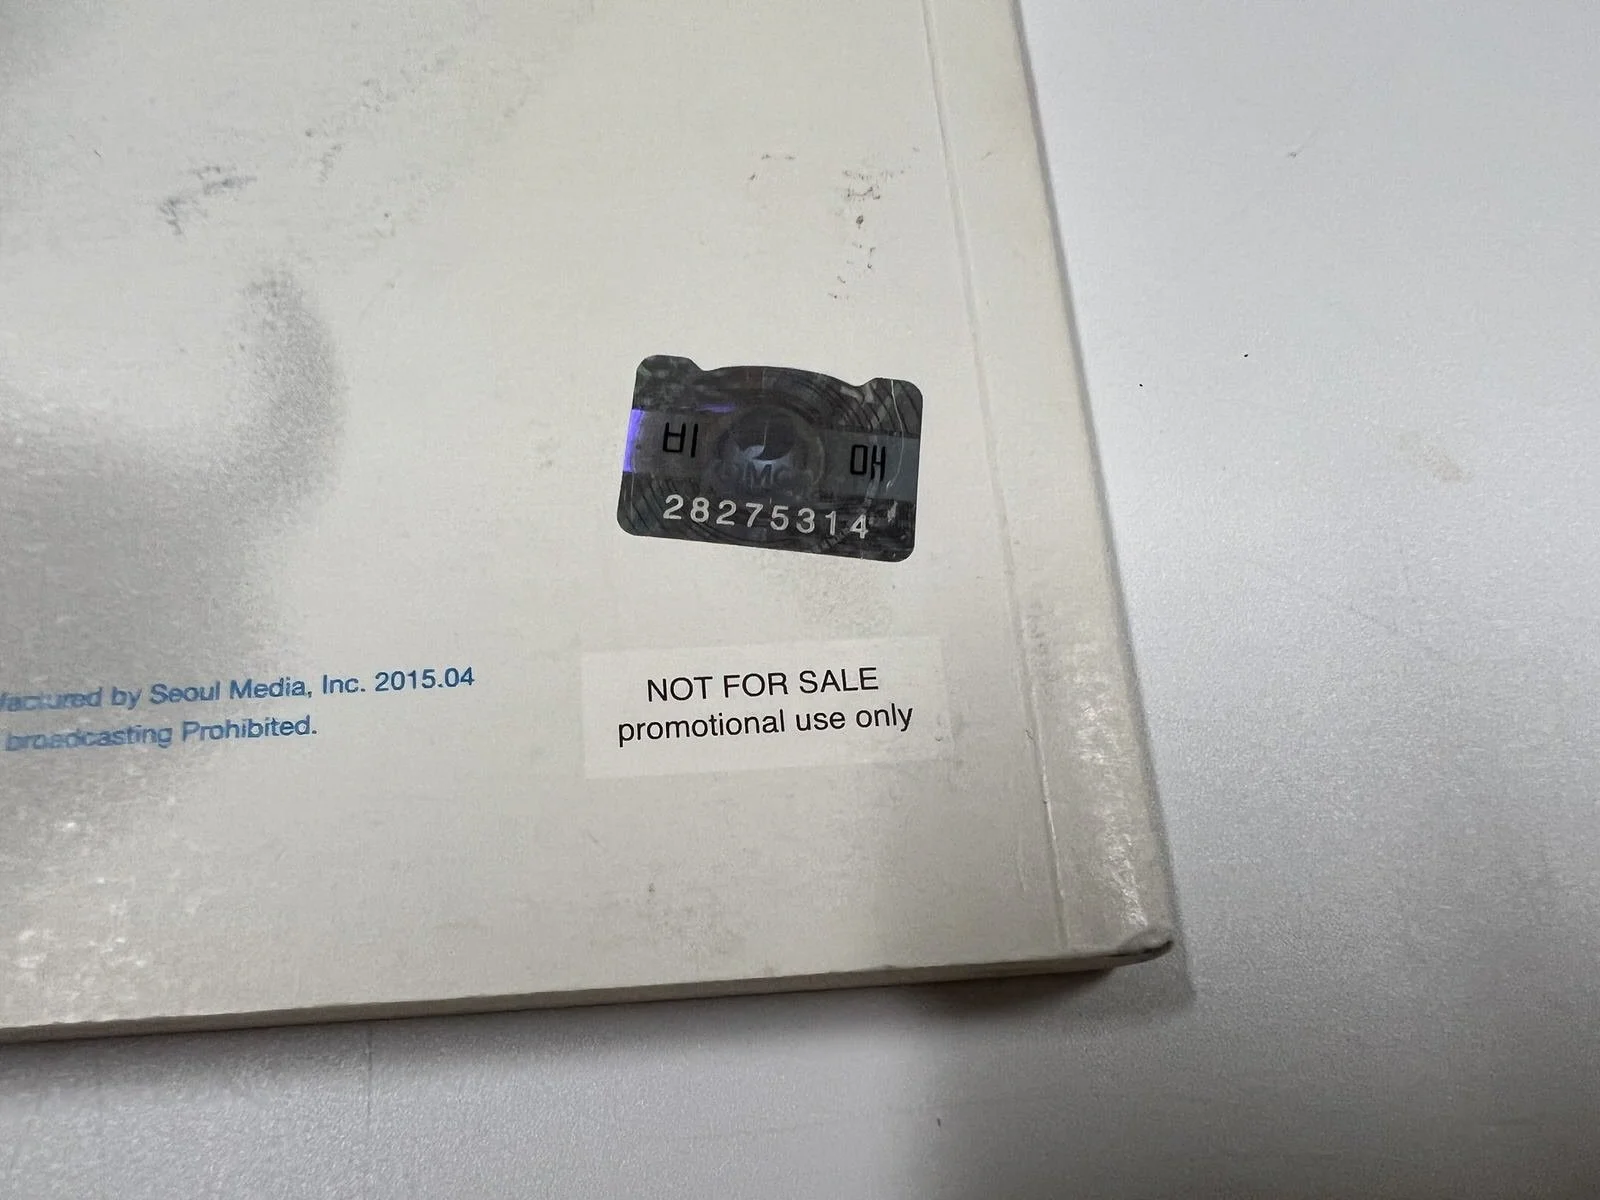 비 매
28275314
factured by Seoul Media, Inc. 2015.04
broadcasting Prohibited.
NOT FOR SALE
promotional use only